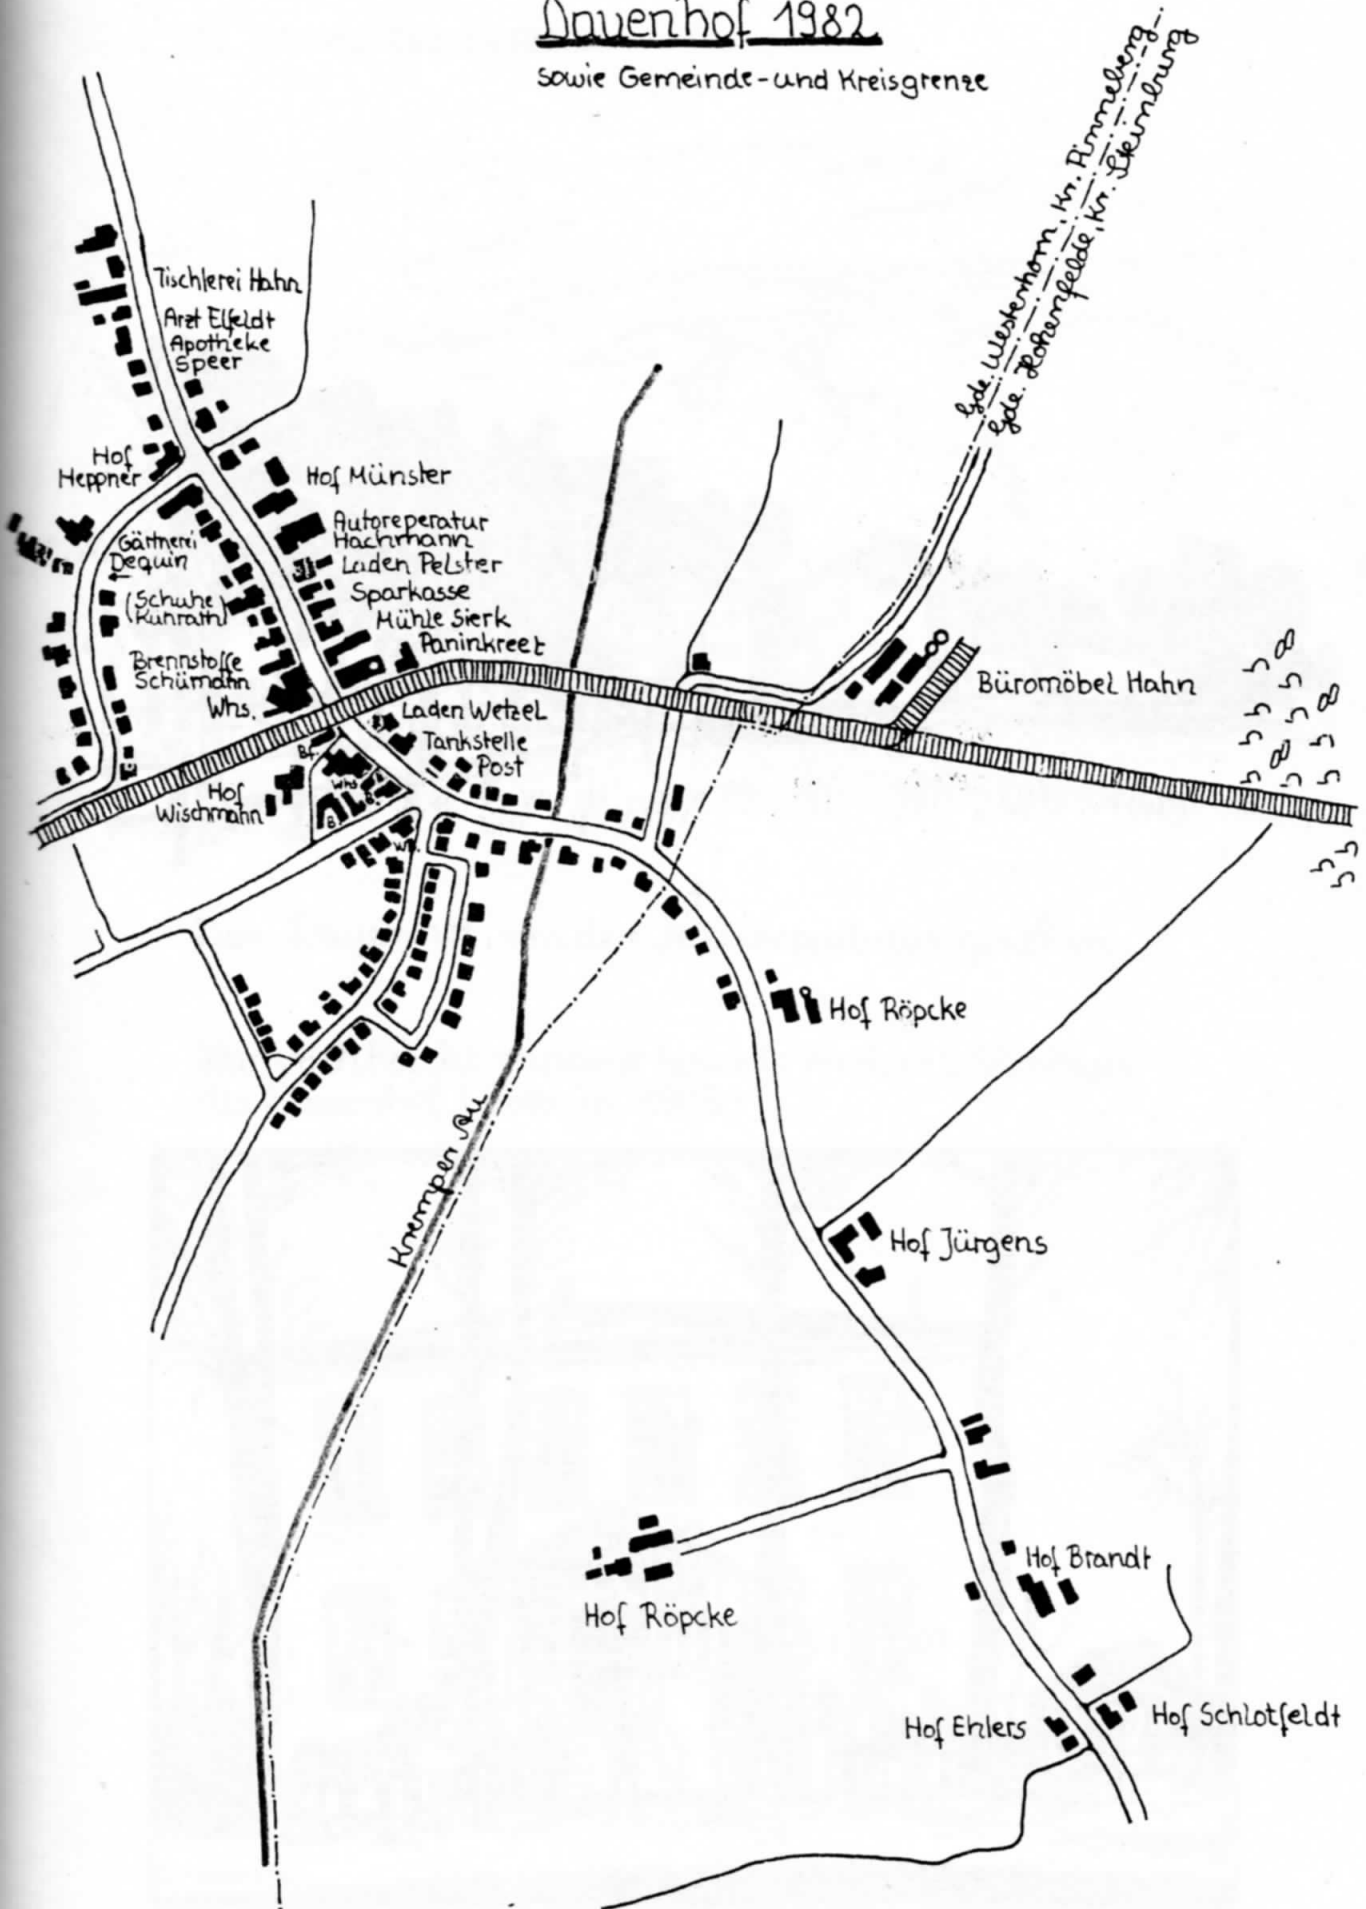 Dauenhof 1982
sowie Gemeinde- und Kreisgrenze
Gde. Westerhorn, Kr. Pinneberg
Gde. Hohenfelde, Kr. Steinburg
Tischlerei Hahn
Arzt Elfeldt
Apotheke
Speer
Hof
Heppner
Hof Münster
Autoreperatur
Hachmann
Laden Pelster
Sparkasse
Mühle Sierk
Paninkreet
Gärtnerei
Dequin
(Schuhe
Kunrath)
Brennstoffe
Schümann
Whs.
Büromöbel Hahn
Laden Wetzel
Tankstelle
Post
Bf.
Whs.
B.
Hof
Wischmann
Hof Röpcke
Kremper Au
Hof Jürgens
Hof Brandt
Hof Röpcke
Hof Ehlers
Hof Schlotfeldt